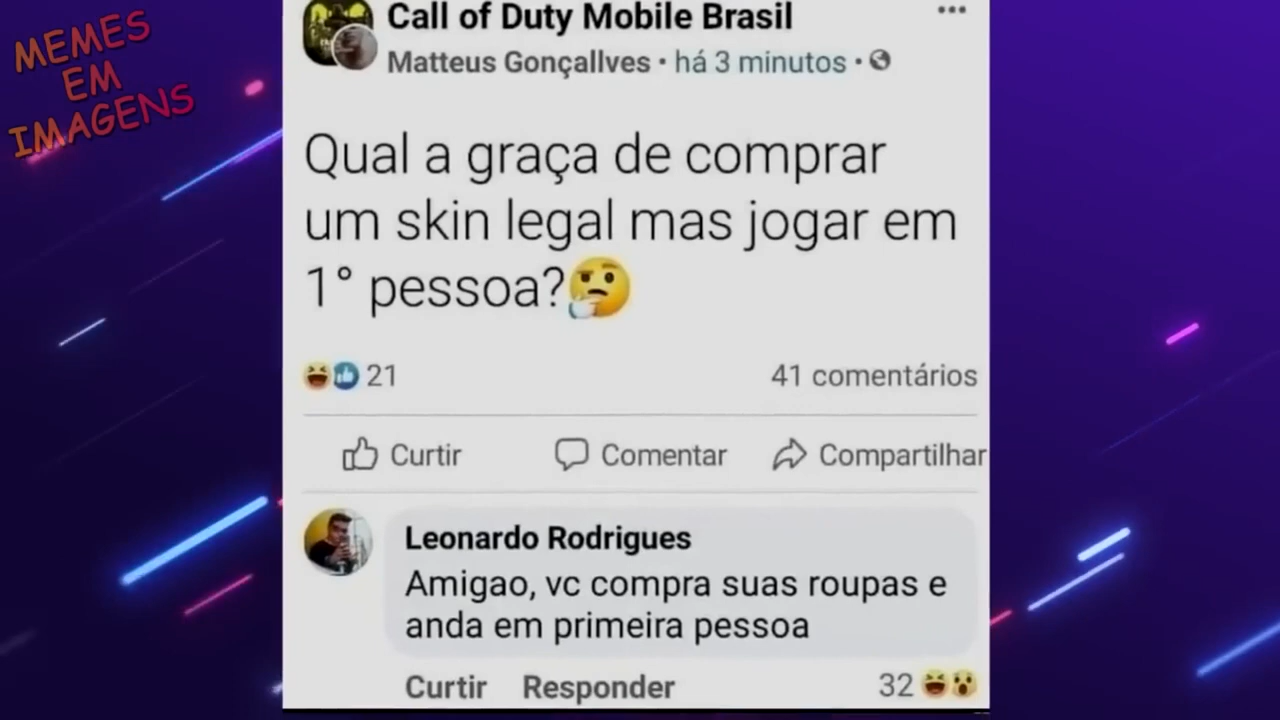 MEMES
EM
IMAGENS
Call of Duty Mobile Brasil
Matteus Gonçallves • há 3 minutos •
Qual a graça de comprar
um skin legal mas jogar em
1° pessoa?🤔
21 41 comentários
Curtir Comentar Compartilhar
Leonardo Rodrigues
Amigao, vc compra suas roupas e
anda em primeira pessoa
Curtir Responder 32